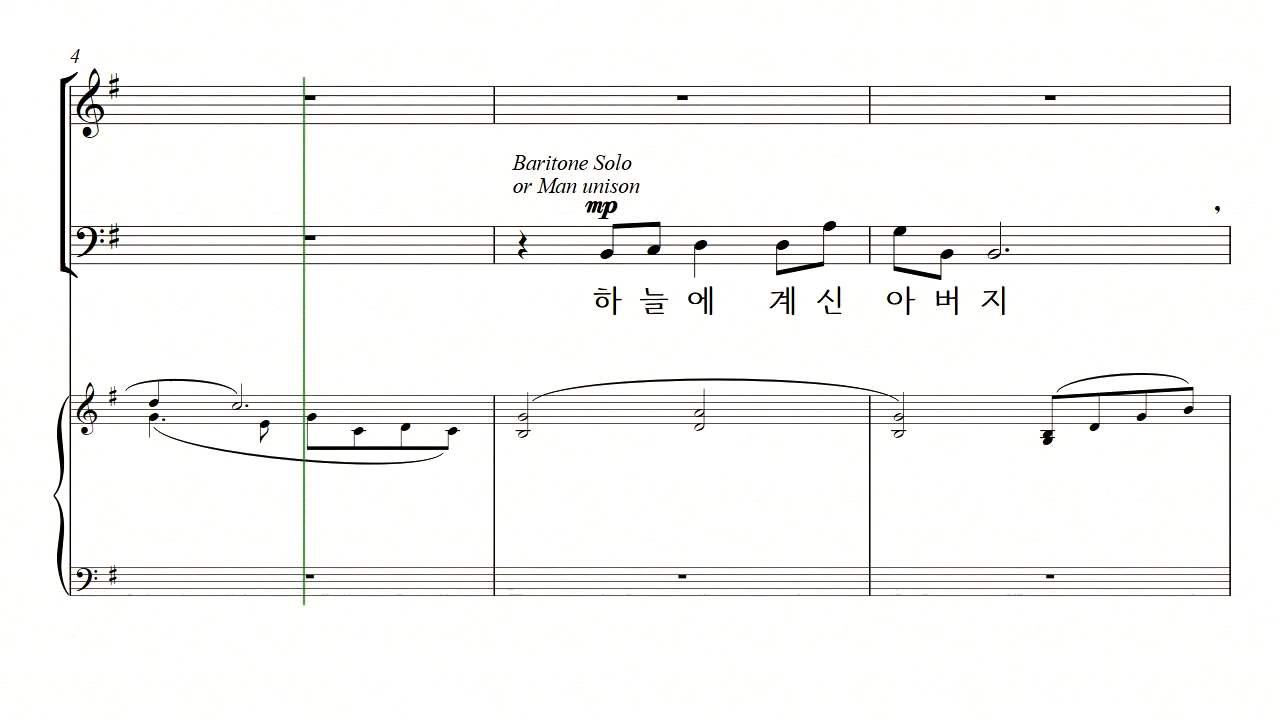 4
Baritone Solo
or Man unison
mp
하 늘 에 계 신 아 버 지